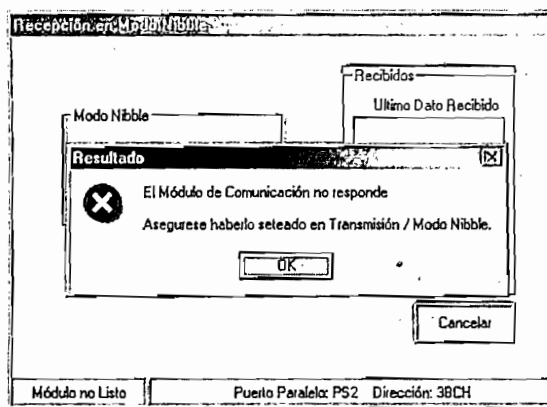 Recepción en Modo Nibble
Recibidos
Ultimo Dato Recibido
Modo Nibble
Resultado
El Módulo de Comunicación no responde
Asegurese haberlo seteado en Transmisión / Modo Nibble.
OK
Cancelar
Módulo no Listo
Puerto Paralelo: PS2 Dirección: 3BCH